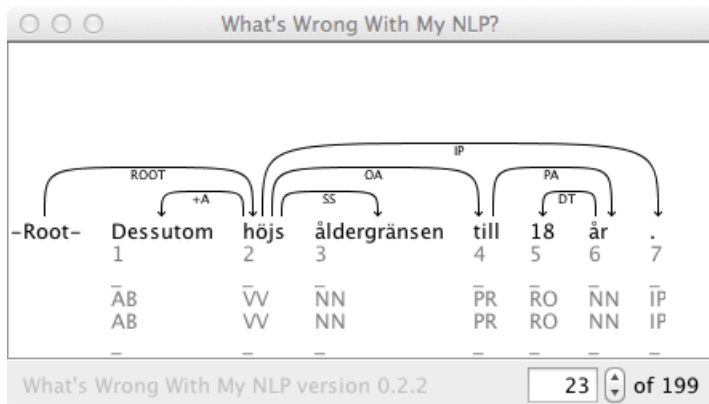 What's Wrong With My NLP?
IP
ROOT OA PA
+A SS DT
-Root- Dessutom höjs åldergränsen till 18 år .
1 2 3 4 5 6 7
_ _ _ _ _ _ _
AB VV NN PR RO NN IP
AB VV NN PR RO NN IP
_ _ _ _ _ _ _
What's Wrong With My NLP version 0.2.2 23 of 199